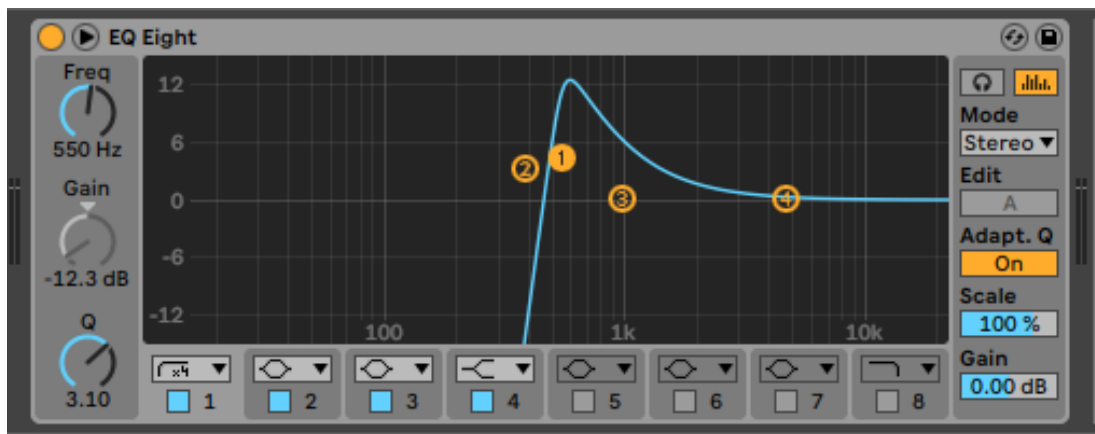 EQ Eight
Freq
550 Hz
Gain
-12.3 dB
Q
3.10
12
6
0
-6
-12
100
1k
10k
1
2
3
4
x4
1
2
3
4
5
6
7
8
Mode
Stereo
Edit
A
Adapt. Q
On
Scale
100 %
Gain
0.00 dB